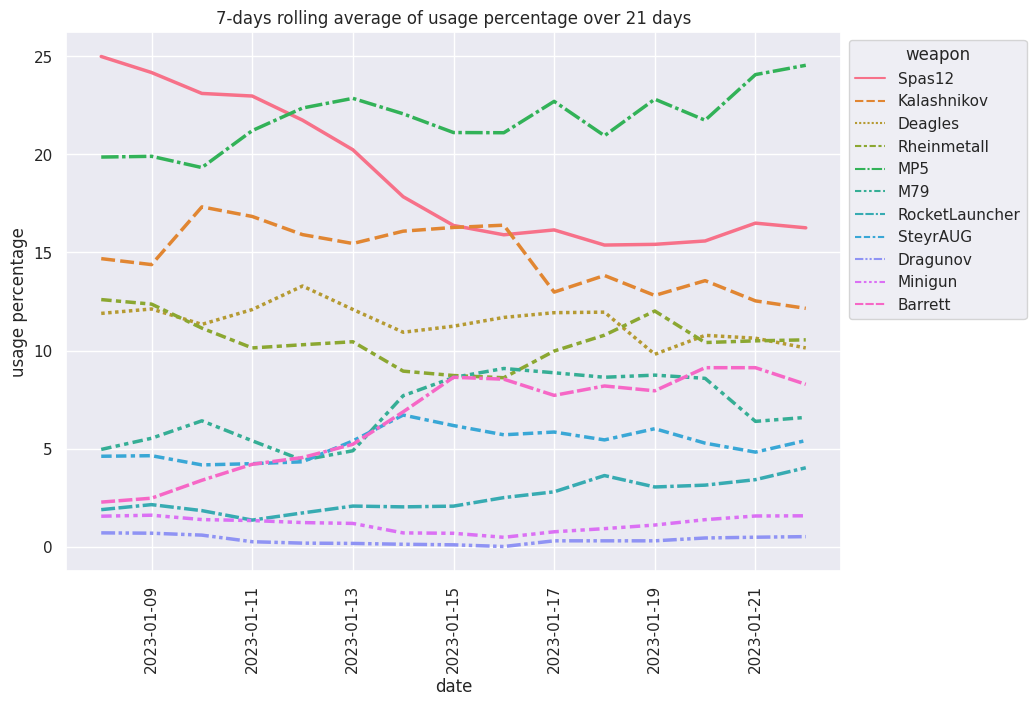 7-days rolling average of usage percentage over 21 days
25
20
15
10
5
0
usage percentage
2023-01-09
2023-01-11
2023-01-13
2023-01-15
2023-01-17
2023-01-19
2023-01-21
date
weapon
Spas12
Kalashnikov
Deagles
Rheinmetall
MP5
M79
RocketLauncher
SteyrAUG
Dragunov
Minigun
Barrett